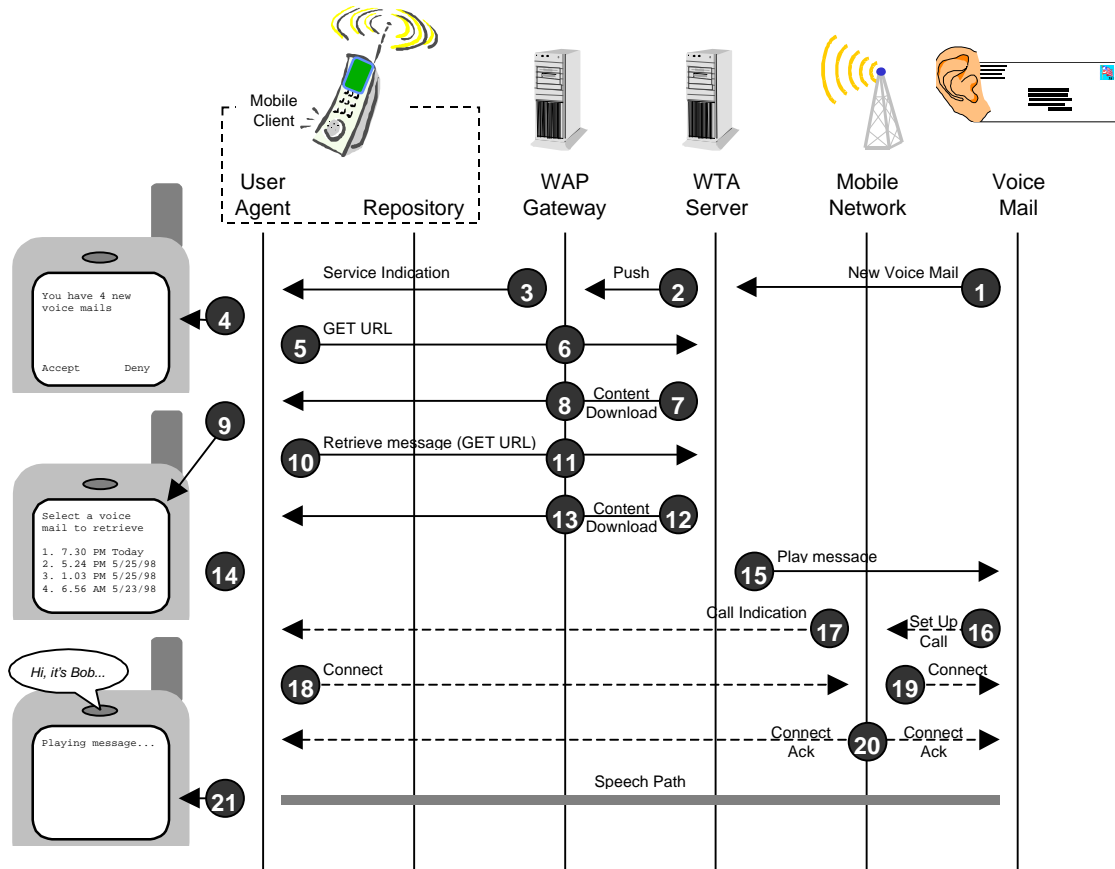 Mobile
Client
User
Agent
Repository
WAP
Gateway
WTA
Server
Mobile
Network
Voice
Mail
Service Indication
3
Push
2
New Voice Mail
1
You have 4 new
voice mails
Accept Deny
4
GET URL
5
6
8
Content
Download
7
9
Retrieve message (GET URL)
10
11
13
Content
Download
12
Select a voice
mail to retrieve
1. 7.30 PM Today
2. 5.24 PM 5/25/98
3. 1.03 PM 5/25/98
4. 6.56 AM 5/23/98
14
Play message
15
Call Indication
17
Set Up
Call
16
Hi, it's Bob...
Connect
18
19
Connect
Playing message...
Connect
Ack
20
Connect
Ack
Speech Path
21